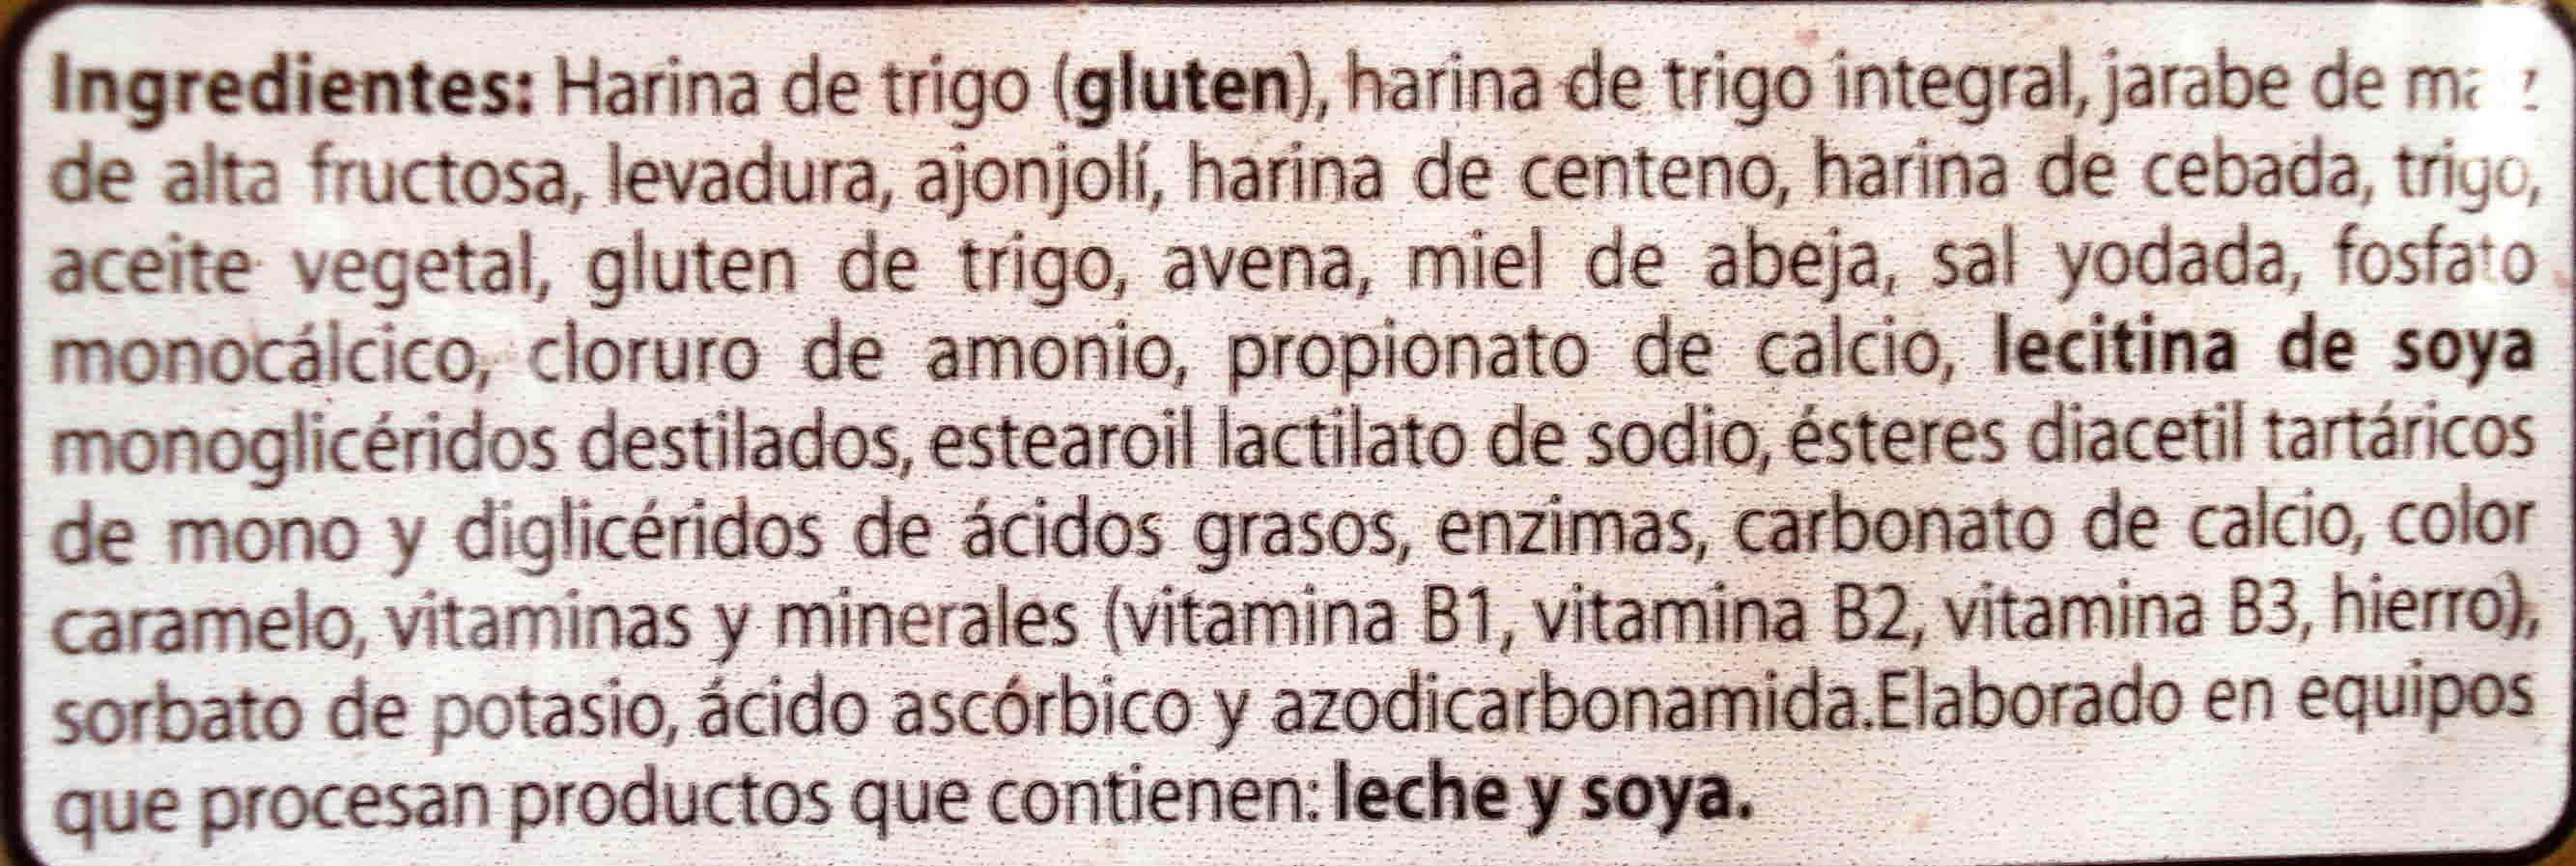 Ingredientes: Harina de trigo (gluten), harina de trigo integral, jarabe de
de alta fructosa, levadura, ajonjolí, harina de centeno, harina de cebada, trigo,
aceite vegetal, gluten de trigo, avena, miel de abeja, sal yodada, fosfato
monocálcico, cloruro de amonio, propionato de calcio, lecitina de soya
monoglicéridos destilados, estearoil lactilato de sodio, ésteres diacetil tartáricos
de mono y diglicéridos de ácidos grasos, enzimas, carbonato de calcio, color
caramelo, vitaminas y minerales (vitamina B1, vitamina B2, vitamina B3, hierro),
sorbato de potasio, ácido ascórbico y azodicarbonamida.Elaborado en equipos
que procesan productos que contienen: leche y soya.